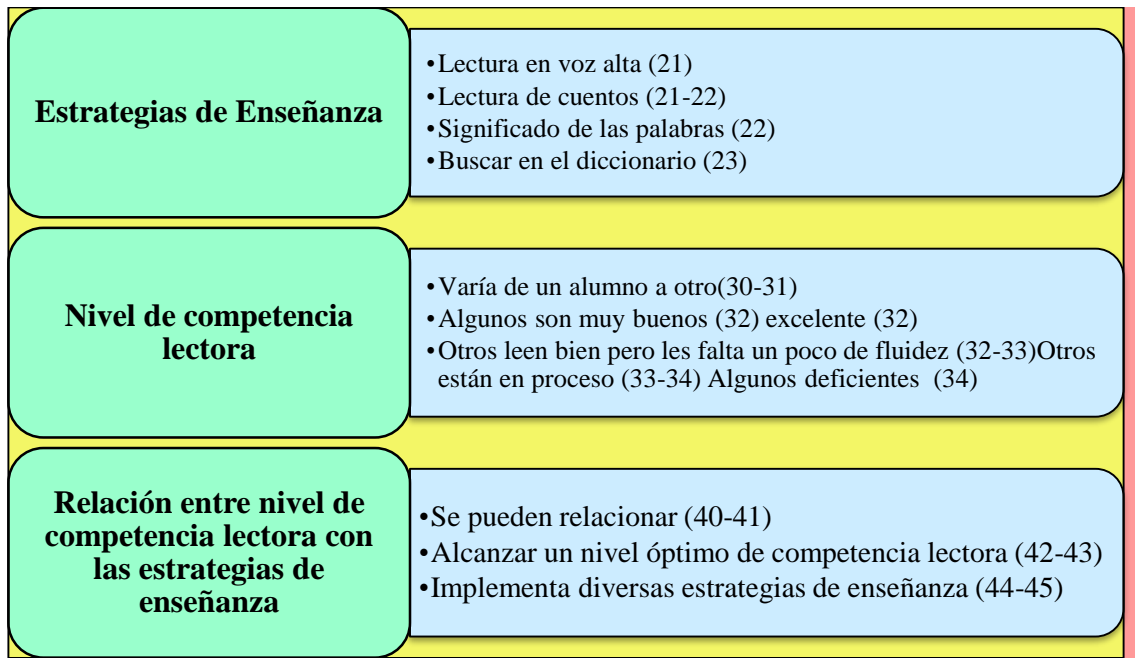 Estrategias de Enseñanza
•Lectura en voz alta (21)
•Lectura de cuentos (21-22)
•Significado de las palabras (22)
•Buscar en el diccionario (23)
Nivel de competencia
lectora
•Varía de un alumno a otro(30-31)
•Algunos son muy buenos (32) excelente (32)
•Otros leen bien pero les falta un poco de fluidez (32-33)Otros
están en proceso (33-34) Algunos deficientes (34)
Relación entre nivel de
competencia lectora con
las estrategias de
enseñanza
•Se pueden relacionar (40-41)
•Alcanzar un nivel óptimo de competencia lectora (42-43)
•Implementa diversas estrategias de enseñanza (44-45)